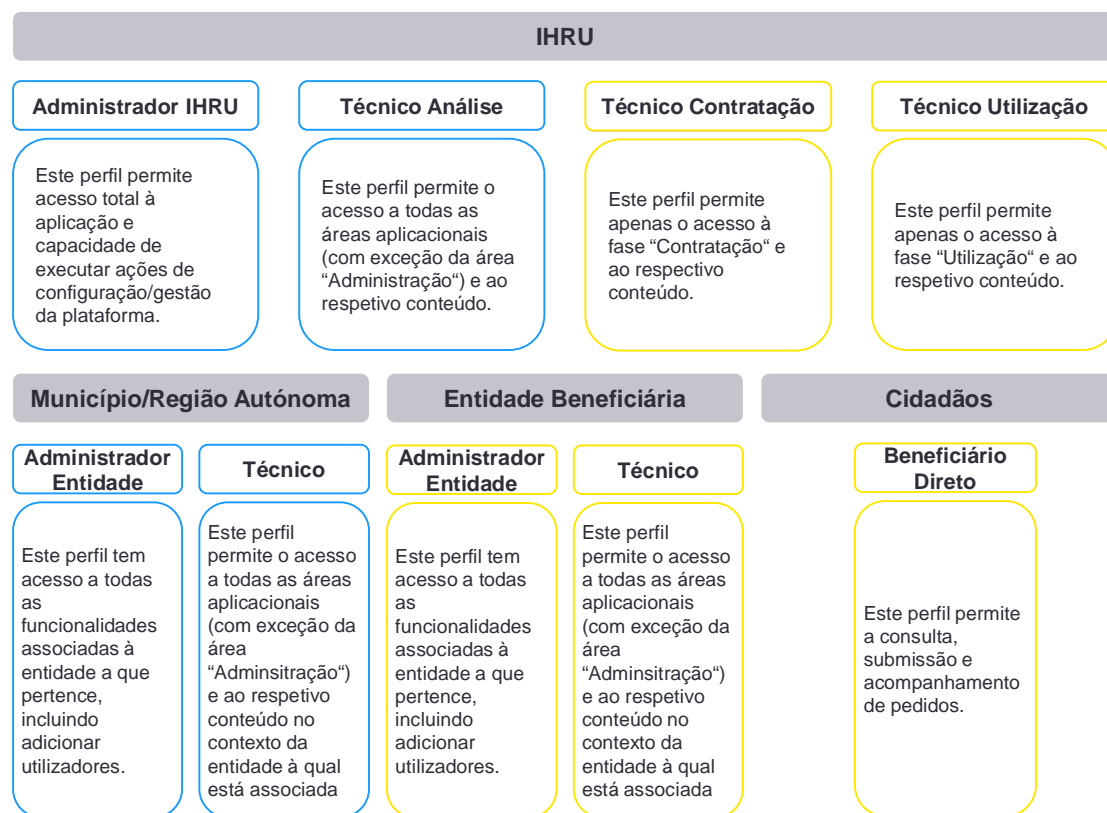 IHRU
Administrador IHRU
Este perfil permite
acesso total à
aplicação e
capacidade de
executar ações de
configuração/gestão
da plataforma.
Técnico Análise
Este perfil permite o
acesso a todas as
áreas aplicacionais
(com exceção da área
“Administração“) e ao
respetivo conteúdo.
Técnico Contratação
Este perfil permite
apenas o acesso à
fase “Contratação“ e
ao respectivo
conteúdo.
Técnico Utilização
Este perfil permite
apenas o acesso à
fase “Utilização“ e ao
respetivo conteúdo.
Município/Região Autónoma
Administrador
Entidade
Este perfil tem
acesso a todas
as
funcionalidades
associadas à
entidade a que
pertence,
incluindo
adicionar
utilizadores.
Técnico
Este perfil
permite o acesso
a todas as áreas
aplicacionais
(com exceção da
área
“Adminsitração“)
e ao respetivo
conteúdo no
contexto da
entidade à qual
está associada
Entidade Beneficiária
Administrador
Entidade
Este perfil tem
acesso a todas
as
funcionalidades
associadas à
entidade a que
pertence,
incluindo
adicionar
utilizadores.
Técnico
Este perfil
permite o acesso
a todas as áreas
aplicacionais
(com exceção da
área
“Adminsitração“)
e ao respetivo
conteúdo no
contexto da
entidade à qual
está associada
Cidadãos
Beneficiário
Direto
Este perfil permite
a consulta,
submissão e
acompanhamento
de pedidos.